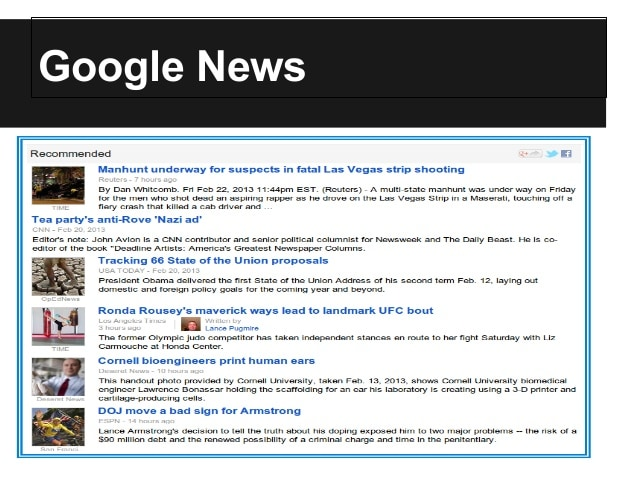 Google News
Recommended
Manhunt underway for suspects in fatal Las Vegas strip shooting
Reuters - 7 hours ago
By Dan Whitcomb. Fri Feb 22, 2013 11:44pm EST. (Reuters) - A multi-state manhunt was under way on Friday
for the men who shot dead an aspiring rapper as he drove on the Las Vegas Strip in a Maserati, touching off a
fiery crash that killed a cab driver and ...
TIME
Tea party's anti-Rove 'Nazi ad'
CNN - Feb 20, 2013
Editor's note: John Avlon is a CNN contributor and senior political columnist for Newsweek and The Daily Beast. He is co-
editor of the book "Deadline Artists: America's Greatest Newspaper Columns.
Tracking 66 State of the Union proposals
USA TODAY - Feb 20, 2013
President Obama delivered the first State of the Union Address of his second term Feb. 12, laying out
domestic and foreign policy goals for the coming year and beyond.
OpEdNews
Ronda Rousey's maverick ways lead to landmark UFC bout
Los Angeles Times
3 hours ago
Written by
Lance Pugmire
The former Olympic judo competitor has taken independent stances en route to her fight Saturday with Liz
Carmouche at Honda Center.
TIME
Cornell bioengineers print human ears
Deseret News - 10 hours ago
This handout photo provided by Cornell University, taken Feb. 13, 2013, shows Cornell University biomedical
engineer Lawrence Bonassar holding the scaffolding for an ear his laboratory is creating using a 3-D printer and
cartilage-producing cells.
Deseret News
DOJ move a bad sign for Armstrong
ESPN - 14 hours ago
Lance Armstrong's decision to tell the truth about his doping exposed him to two major problems -- the risk of a
$90 million debt and the renewed possibility of a criminal charge and time in the penitentiary.